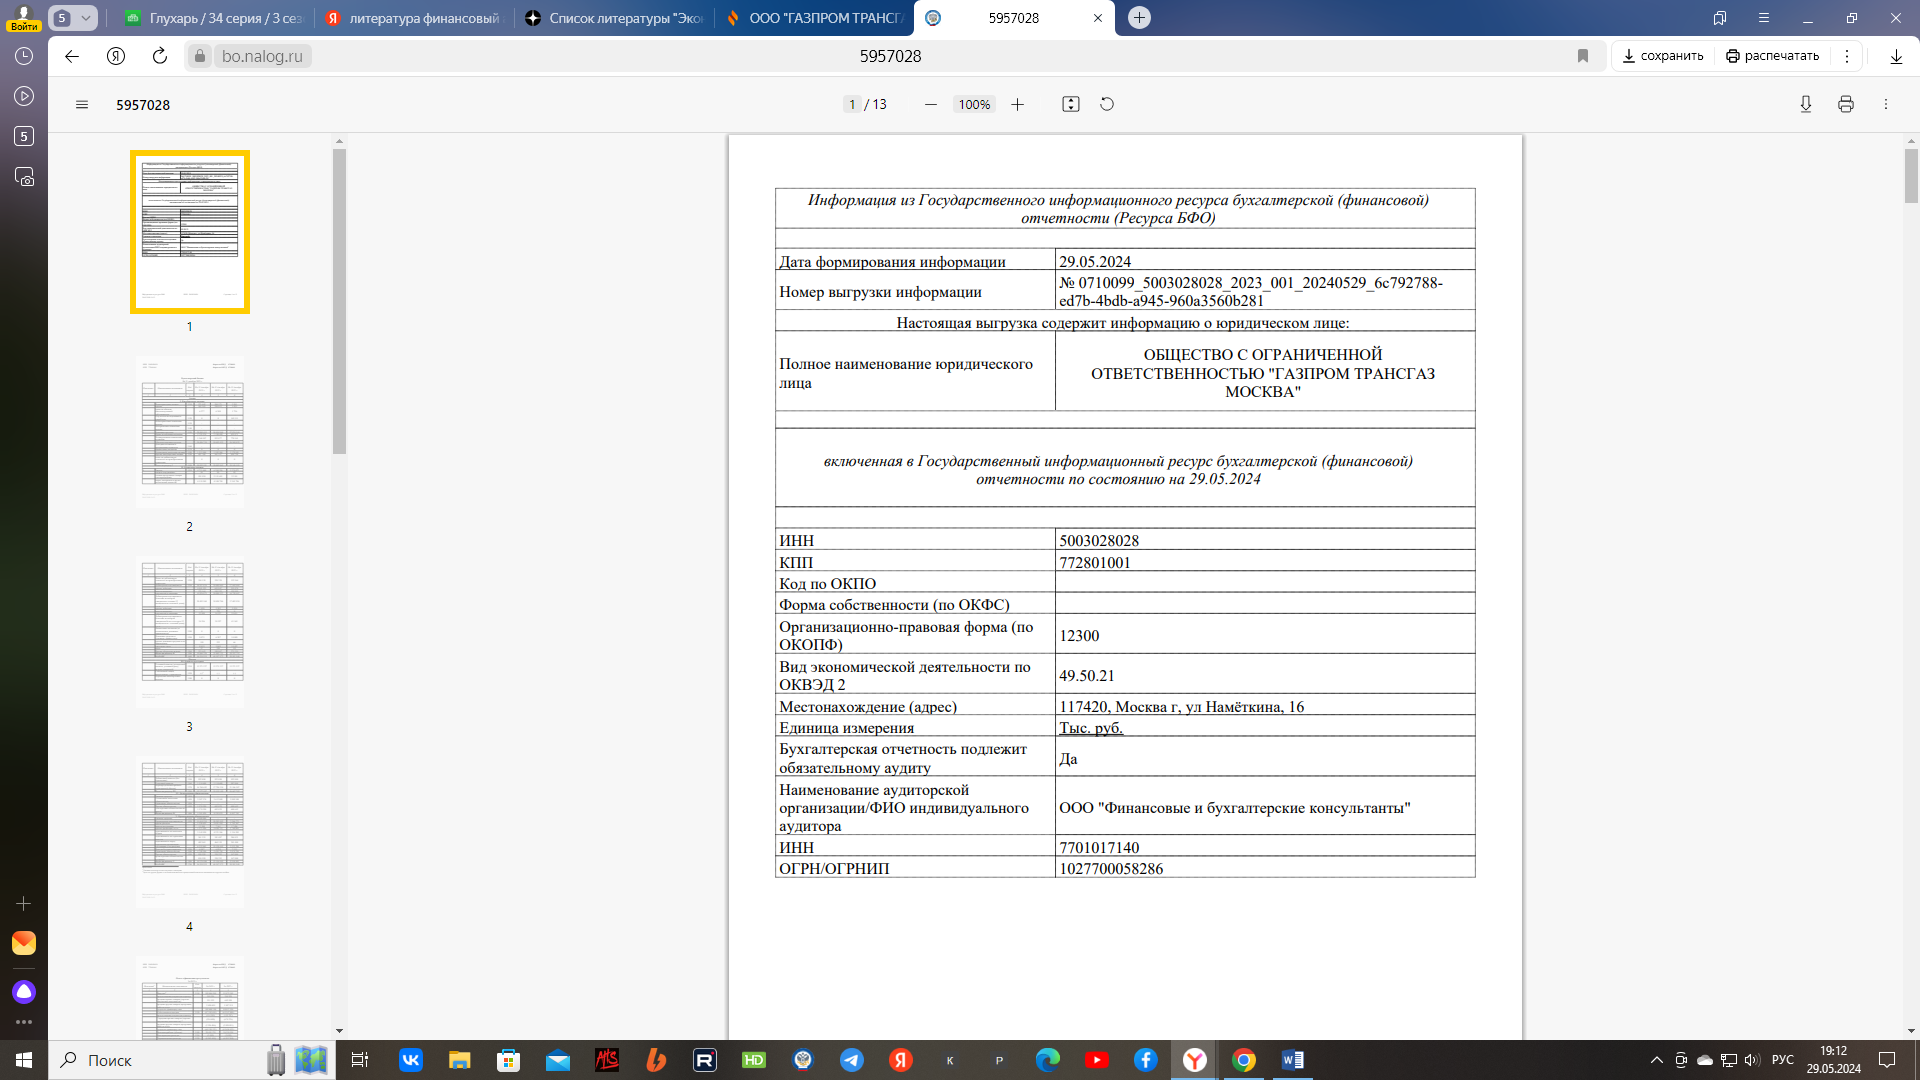 Войти
5
Глухарь / 34 серия / 3 сез
литература финансовый
Список литературы "Экон
ООО "ГАЗПРОМ ТРАНСГА
5957028
bo.nalog.ru
5957028
сохранить
распечатать
5
5957028
1 / 13
100%
1
2
3
4
Информация из Государственного информационного ресурса бухгалтерской (финансовой)
отчетности (Ресурса БФО)
Дата формирования информации 29.05.2024
Номер выгрузки информации № 0710099_5003028028_2023_001_20240529_6c792788-
ed7b-4bdb-a945-960a3560b281
Настоящая выгрузка содержит информацию о юридическом лице:
Полное наименование юридического
лица
ОБЩЕСТВО С ОГРАНИЧЕННОЙ
ОТВЕТСТВЕННОСТЬЮ "ГАЗПРОМ ТРАНСГАЗ
МОСКВА"
включенная в Государственный информационный ресурс бухгалтерской (финансовой)
отчетности по состоянию на 29.05.2024
ИНН 5003028028
КПП 772801001
Код по ОКПО
Форма собственности (по ОКФС)
Организационно-правовая форма (по
ОКОПФ)
12300
Вид экономической деятельности по
ОКВЭД 2
49.50.21
Местонахождение (адрес) 117420, Москва г, ул Намёткина, 16
Единица измерения Тыс. руб.
Бухгалтерская отчетность подлежит
обязательному аудиту
Да
Наименование аудиторской
организации/ФИО индивидуального
аудитора
ООО "Финансовые и бухгалтерские консультанты"
ИНН 7701017140
ОГРН/ОГРНИП 1027700058286
Поиск
HD
К
Р
РУС
19:12
29.05.2024